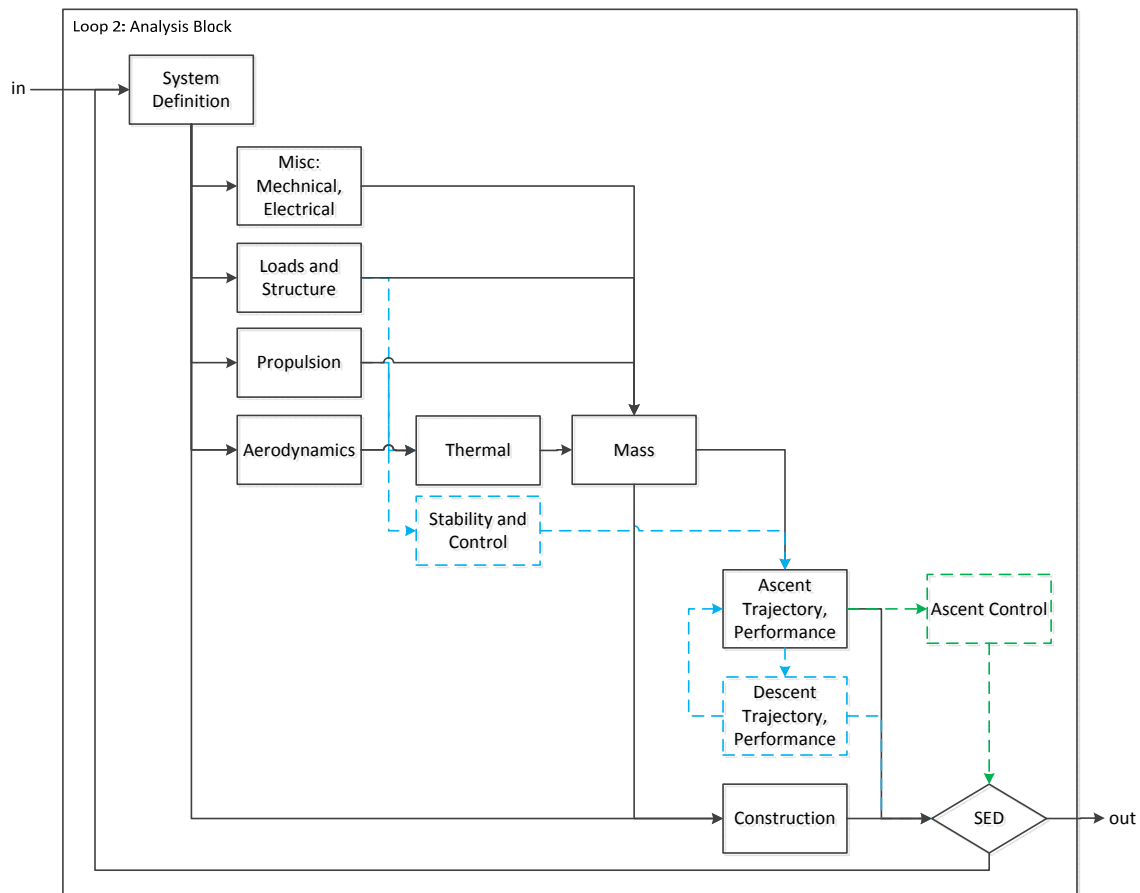 Loop 2: Analysis Block
in
System
Definition
Misc:
Mechnical,
Electrical
Loads and
Structure
Propulsion
Aerodynamics
Thermal
Mass
Stability and
Control
Ascent
Trajectory,
Performance
Ascent Control
Descent
Trajectory,
Performance
Construction
SED
out